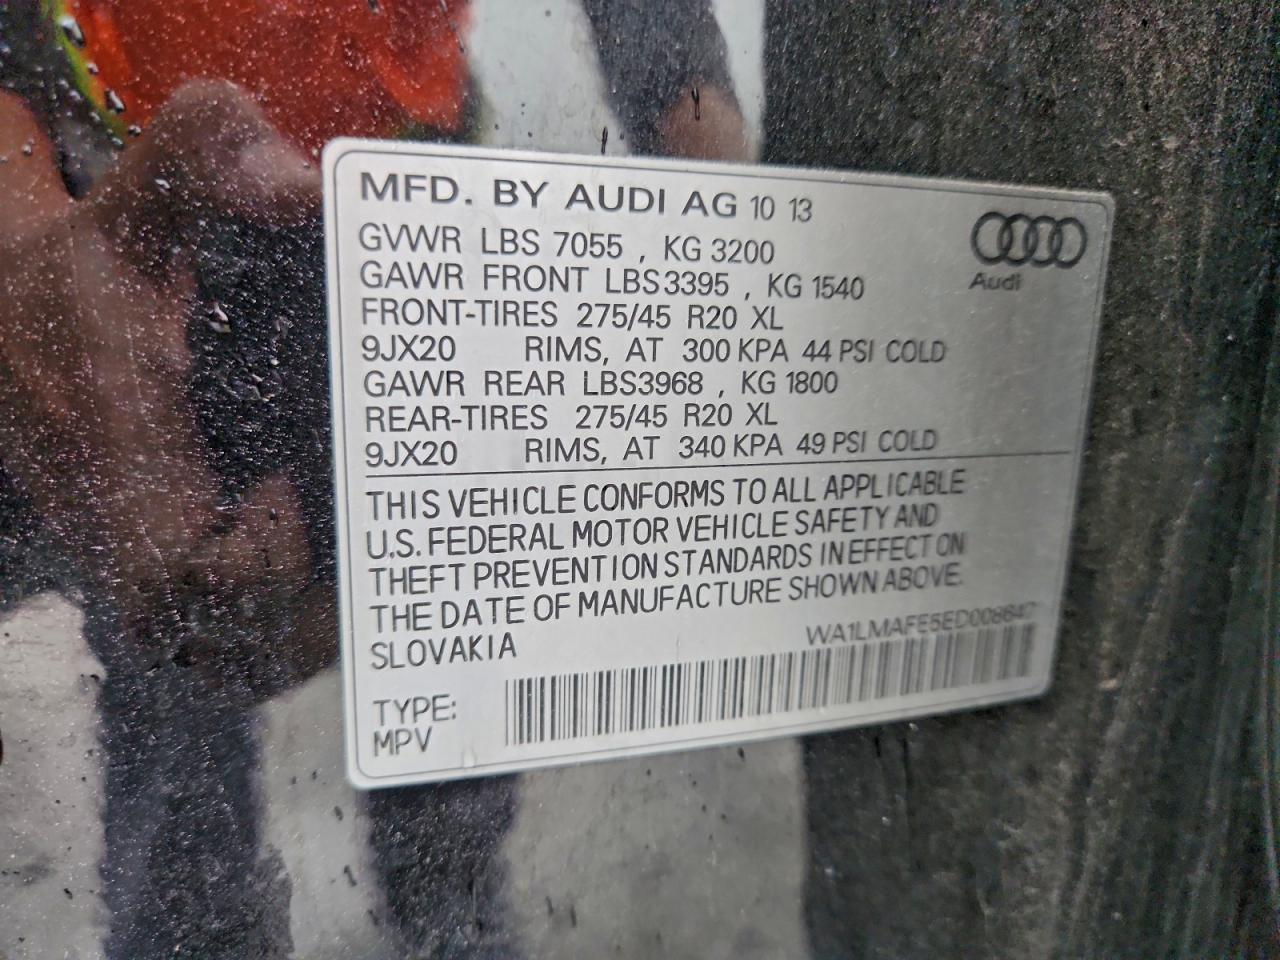 MFD. BY AUDI AG 10 13
GVWR LBS 7055 , KG 3200
GAWR FRONT LBS3395 , KG 1540
FRONT-TIRES 275/45 R20 XL
9JX20 RIMS, AT 300 KPA 44 PSI COLD
GAWR REAR LBS3968 , KG 1800
REAR-TIRES 275/45 R20 XL
9JX20 RIMS, AT 340 KPA 49 PSI COLD
Audi
THIS VEHICLE CONFORMS TO ALL APPLICABLE
U.S. FEDERAL MOTOR VEHICLE SAFETY AND
THEFT PREVENTION STANDARDS IN EFFECT ON
THE DATE OF MANUFACTURE SHOWN ABOVE.
SLOVAKIA
TYPE:
MPV